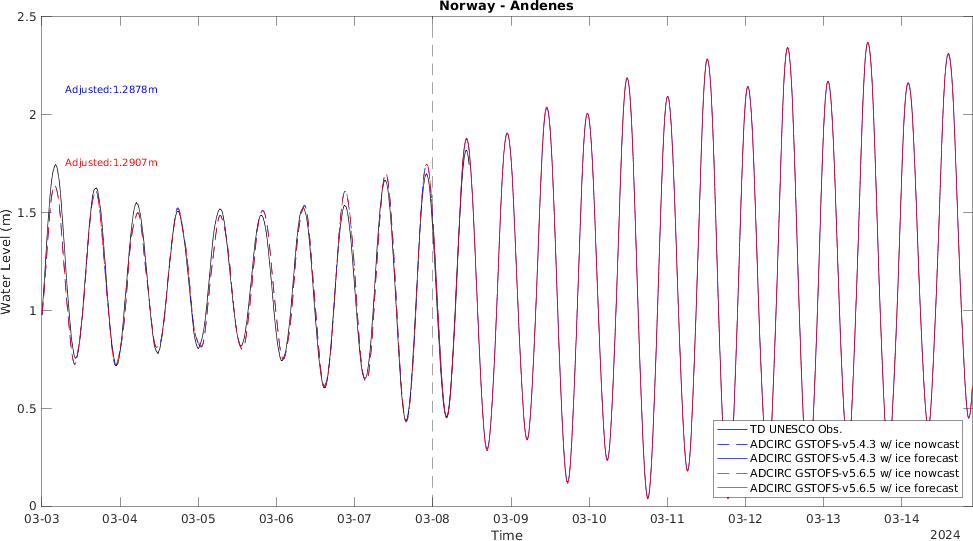 Norway - Andenes
2.5
2
1.5
1
0.5
0
Water Level (m)
Adjusted:1.2878m
Adjusted:1.2907m
TD UNESCO Obs.
ADCIRC GSTOFS-v5.4.3 w/ ice nowcast
ADCIRC GSTOFS-v5.4.3 w/ ice forecast
ADCIRC GSTOFS-v5.6.5 w/ ice nowcast
ADCIRC GSTOFS-v5.6.5 w/ ice forecast
03-03 03-04 03-05 03-06 03-07 03-08 03-09 03-10 03-11 03-12 03-13 03-14
Time
2024